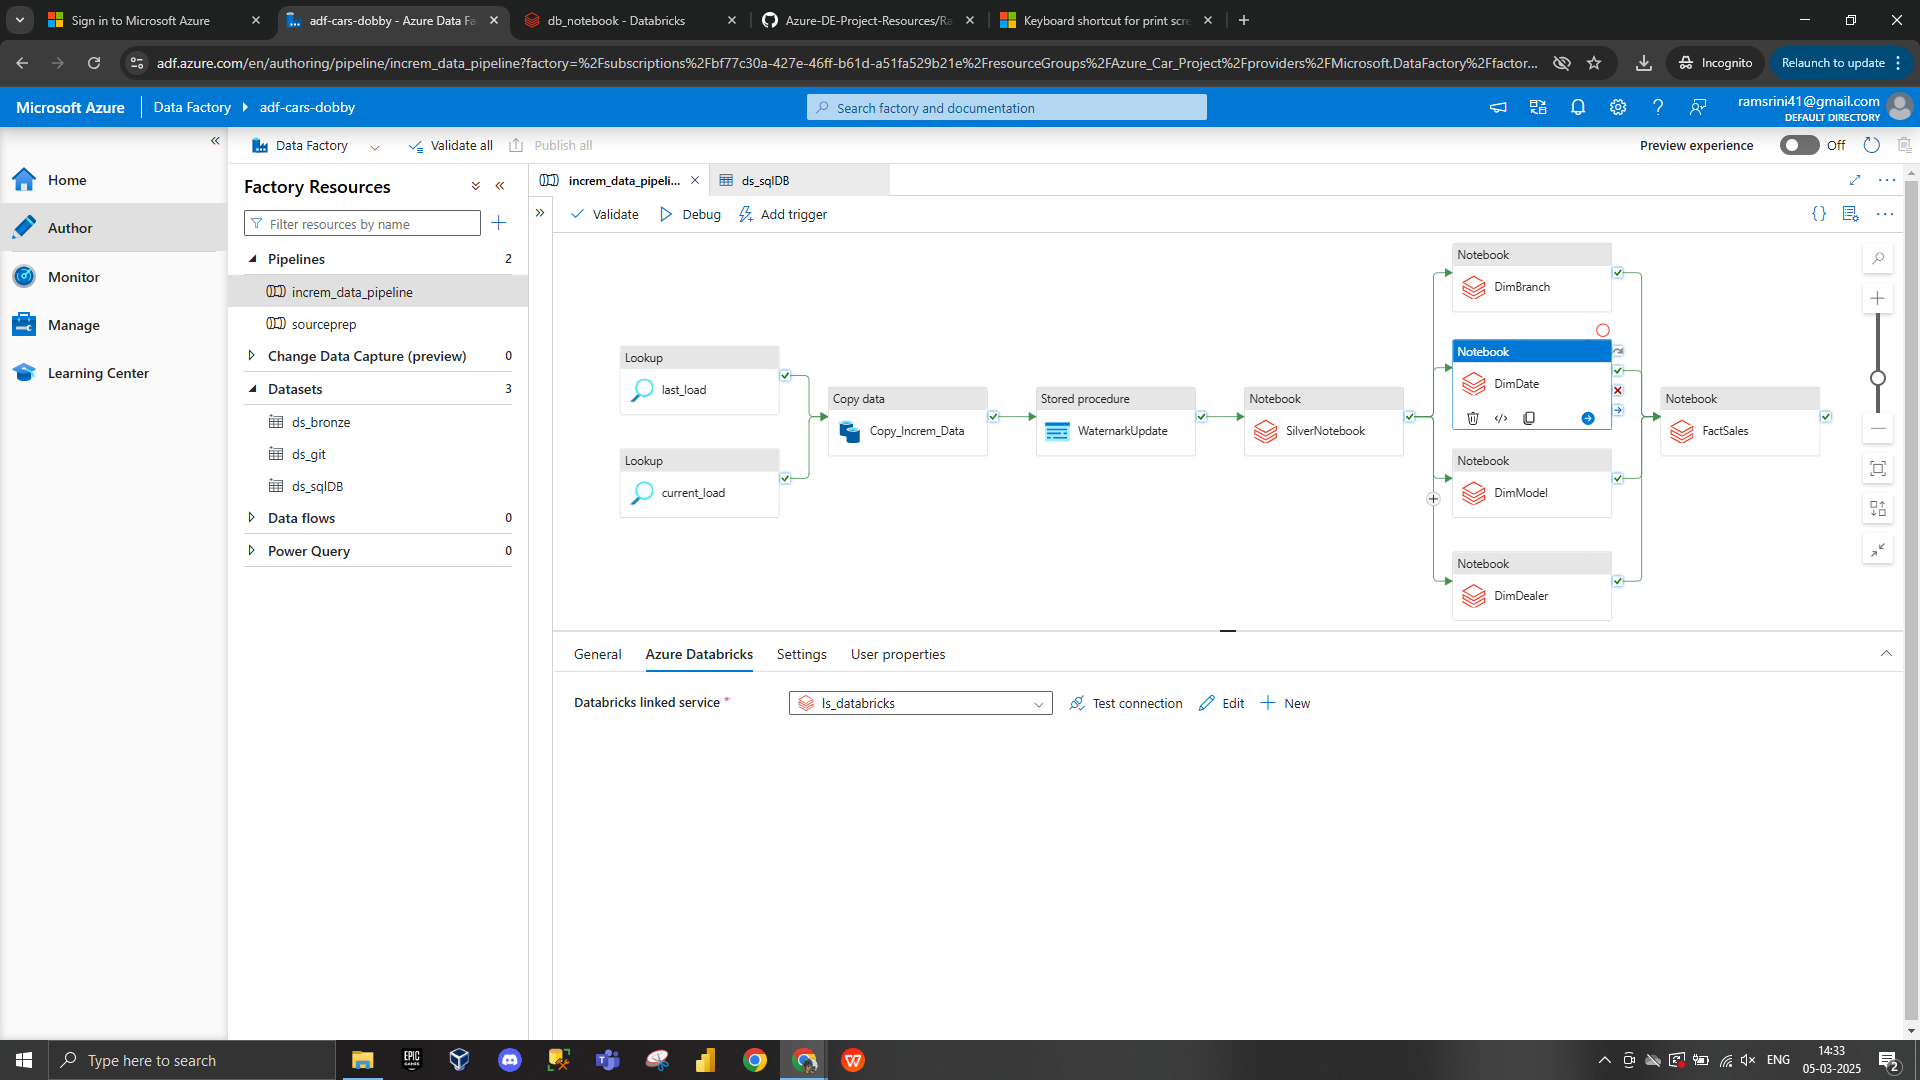 Sign in to Microsoft Azure
adf-cars-dobby - Azure Data Fa
db_notebook - Databricks
Azure-DE-Project-Resources/Ra
Keyboard shortcut for print scre
adf.azure.com/en/authoring/pipeline/increm_data_pipeline?factory=%2Fsubscriptions%2Fbf77c30a-427e-46ff-b61d-a51fa529b21e%2FresourceGroups%2FAzure_Car_Project%2Fproviders%2FMicrosoft.DataFactory%2Ffactor...
Incognito
Relaunch to update
Microsoft Azure
Data Factory
adf-cars-dobby
Search factory and documentation
ramsrini41@gmail.com
DEFAULT DIRECTORY
Data Factory
Validate all
Publish all
Preview experience
Off
Home
Author
Monitor
Manage
Learning Center
Factory Resources
Filter resources by name
Pipelines 2
increm_data_pipeline
sourceprep
Change Data Capture (preview) 0
Datasets 3
ds_bronze
ds_git
ds_sqlDB
Data flows 0
Power Query 0
increm_data_pipeli...
ds_sqlDB
Validate
Debug
Add trigger
Lookup
last_load
Lookup
current_load
Copy data
Copy_Increm_Data
Stored procedure
WaternarkUpdate
Notebook
SilverNotebook
Notebook
DimBranch
Notebook
DimDate
Notebook
DimModel
Notebook
DimDealer
Notebook
FactSales
General
Azure Databricks
Settings
User properties
Databricks linked service *
ls_databricks
Test connection
Edit
New
Type here to search
EPIC GAMES
ENG
14:33
05-03-2025
2